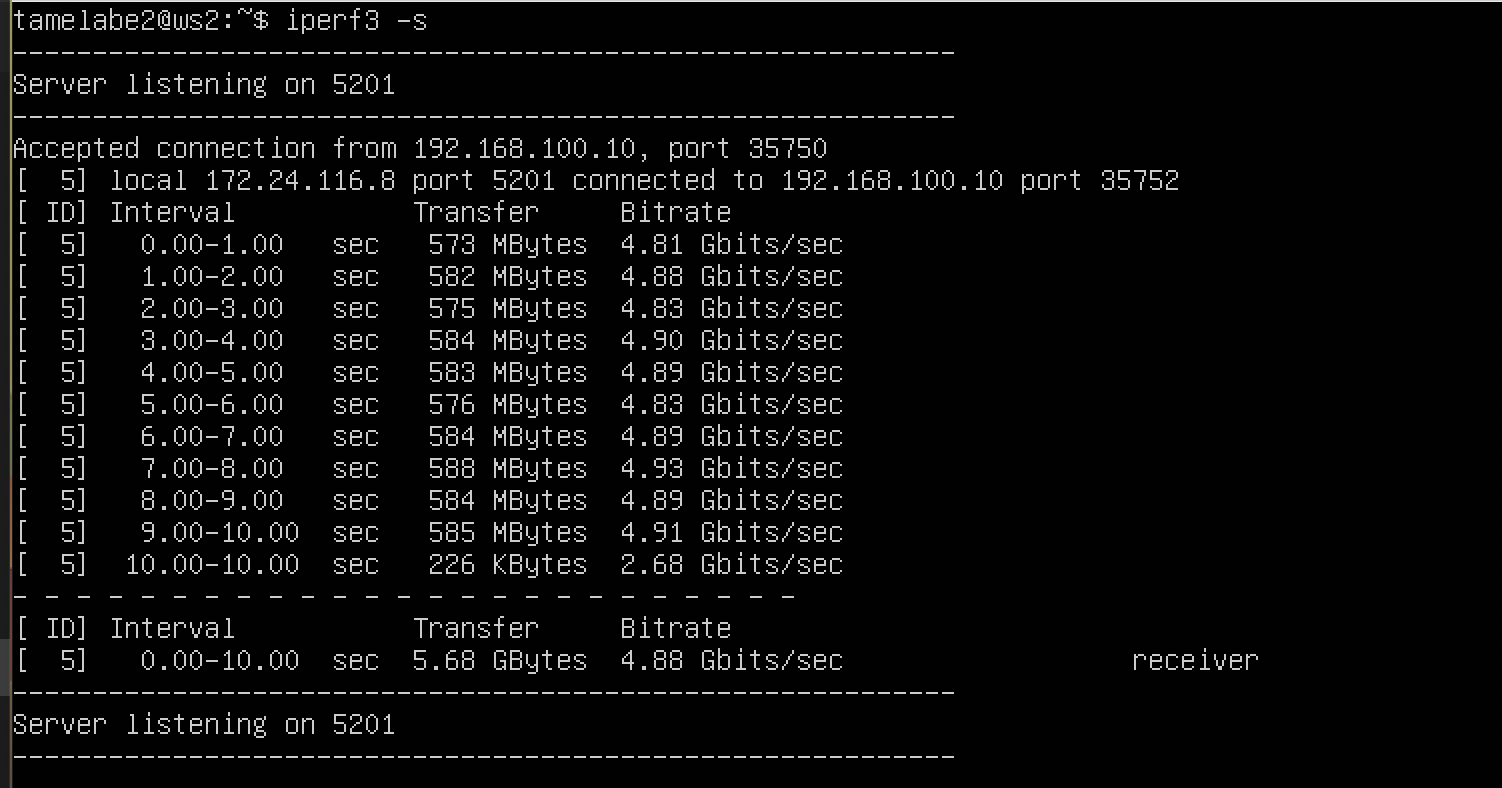 tamelabe2@ws2:~$ iperf3 -s
-----------------------------------------------------------
Server listening on 5201
-----------------------------------------------------------
Accepted connection from 192.168.100.10, port 35750
[  5] local 172.24.116.8 port 5201 connected to 192.168.100.10 port 35752
[ ID] Interval           Transfer     Bitrate
[  5]   0.00-1.00   sec   573 MBytes  4.81 Gbits/sec
[  5]   1.00-2.00   sec   582 MBytes  4.88 Gbits/sec
[  5]   2.00-3.00   sec   575 MBytes  4.83 Gbits/sec
[  5]   3.00-4.00   sec   584 MBytes  4.90 Gbits/sec
[  5]   4.00-5.00   sec   583 MBytes  4.89 Gbits/sec
[  5]   5.00-6.00   sec   576 MBytes  4.83 Gbits/sec
[  5]   6.00-7.00   sec   584 MBytes  4.89 Gbits/sec
[  5]   7.00-8.00   sec   588 MBytes  4.93 Gbits/sec
[  5]   8.00-9.00   sec   584 MBytes  4.89 Gbits/sec
[  5]   9.00-10.00  sec   585 MBytes  4.91 Gbits/sec
[  5]  10.00-10.00  sec   226 KBytes  2.68 Gbits/sec
- - - - - - - - - - - - - - - - - - - - - - - - -
[ ID] Interval           Transfer     Bitrate
[  5]   0.00-10.00  sec  5.68 GBytes  4.88 Gbits/sec                  receiver
-----------------------------------------------------------
Server listening on 5201
-----------------------------------------------------------